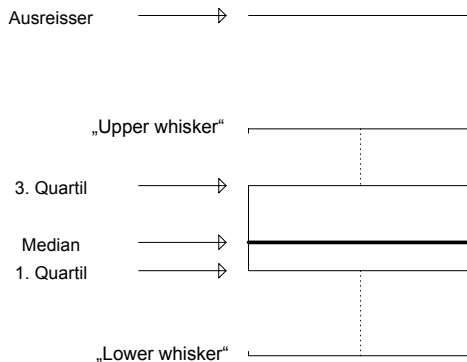 Ausreisser
„Upper whisker“
3. Quartil
Median
1. Quartil
„Lower whisker“